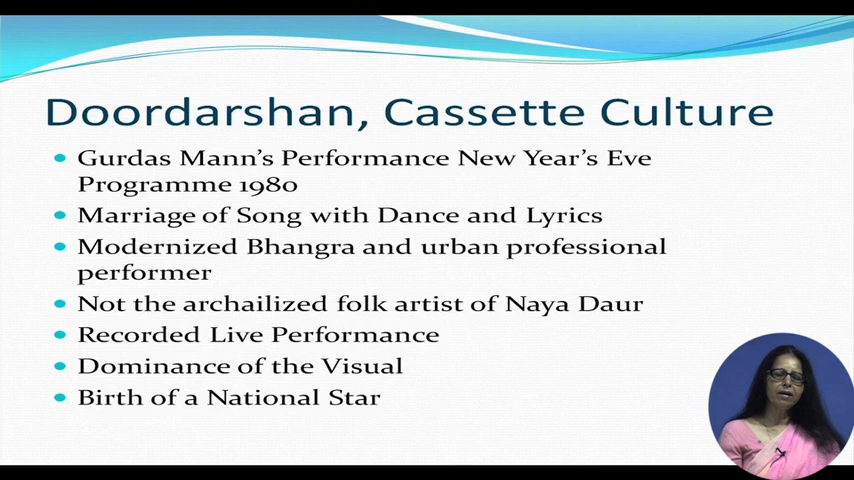 Doordarshan, Cassette Culture
Gurdas Mann's Performance New Year's Eve
Programme 1980
Marriage of Song with Dance and Lyrics
Modernized Bhangra and urban professional
performer
Not the archailized folk artist of Naya Daur
Recorded Live Performance
Dominance of the Visual
Birth of a National Star